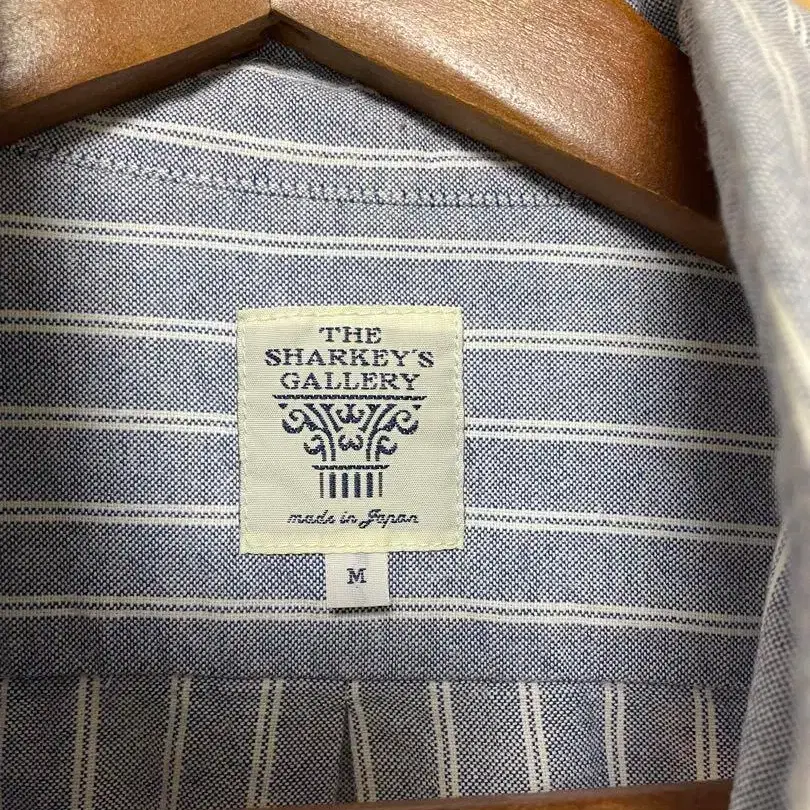 THE
SHARKEY'S
GALLERY
made in Japan
M